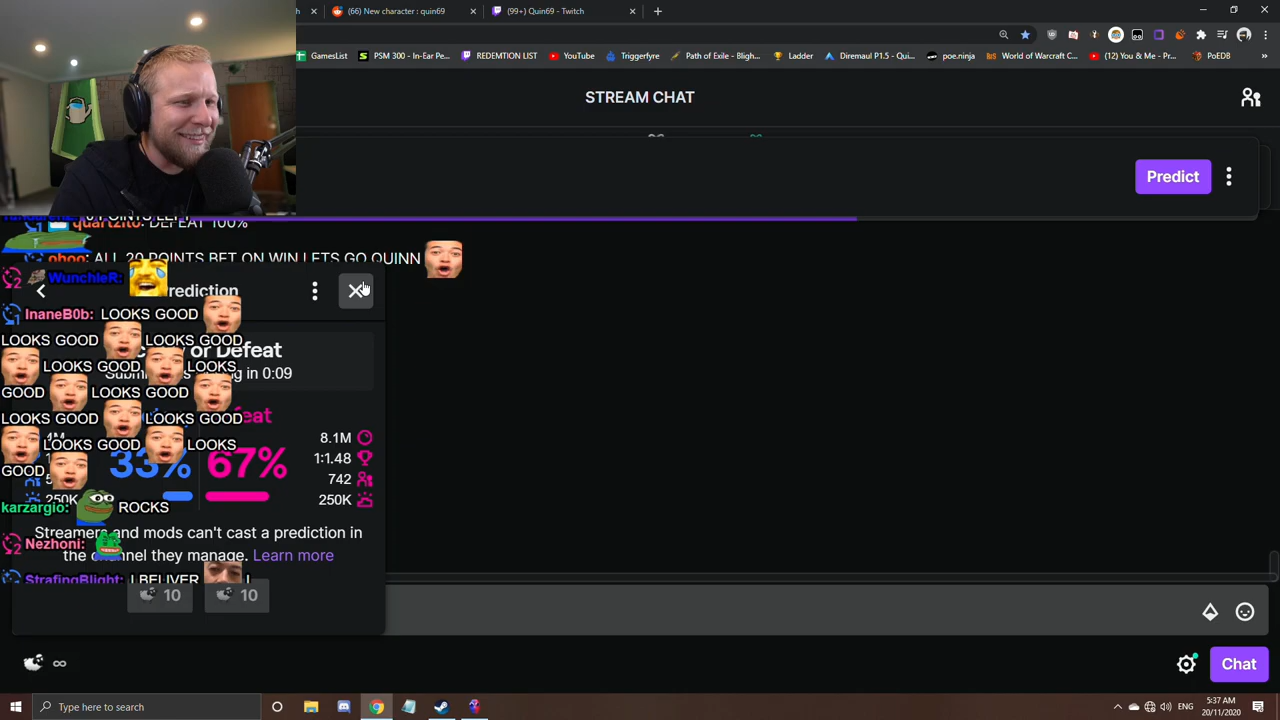 (66) New character : quin69
(99+) Quin69 - Twitch
GamesList
PSM 300 - In-Ear Pe...
REDEMTION LIST
YouTube
Triggerfyre
Path of Exile - Bligh...
Ladder
Diremaul P1.5 - Qui...
poe.ninja
World of Warcraft C...
(12) You & Me - Pr...
PoEDB
STREAM CHAT
Predict
quartzito: DEFEAT 100%
ohoo: ALL 20 POINTS BET ON WIN LETS GO QUINN
WunchleR:
rediction
InaneB0b: LOOKS GOOD
LOOKS GOOD LOOKS GOOD
LOOKS GOOD LOOKS
GOOD LOOKS GOOD
LOOKS GOOD LOOKS GOOD
LOOKS GOOD LOOKS
GOOD
or Defeat
in 0:09
33%
67%
8.1M
1:1.48
742
250K
250K
karzargio: ROCKS
Streamers and mods can't cast a prediction in
the channel they manage. Learn more
Nezhoni:
StrafingBlight: I BELIVER
10
10
∞
Chat
Type here to search
ENG
5:37 AM
20/11/2020